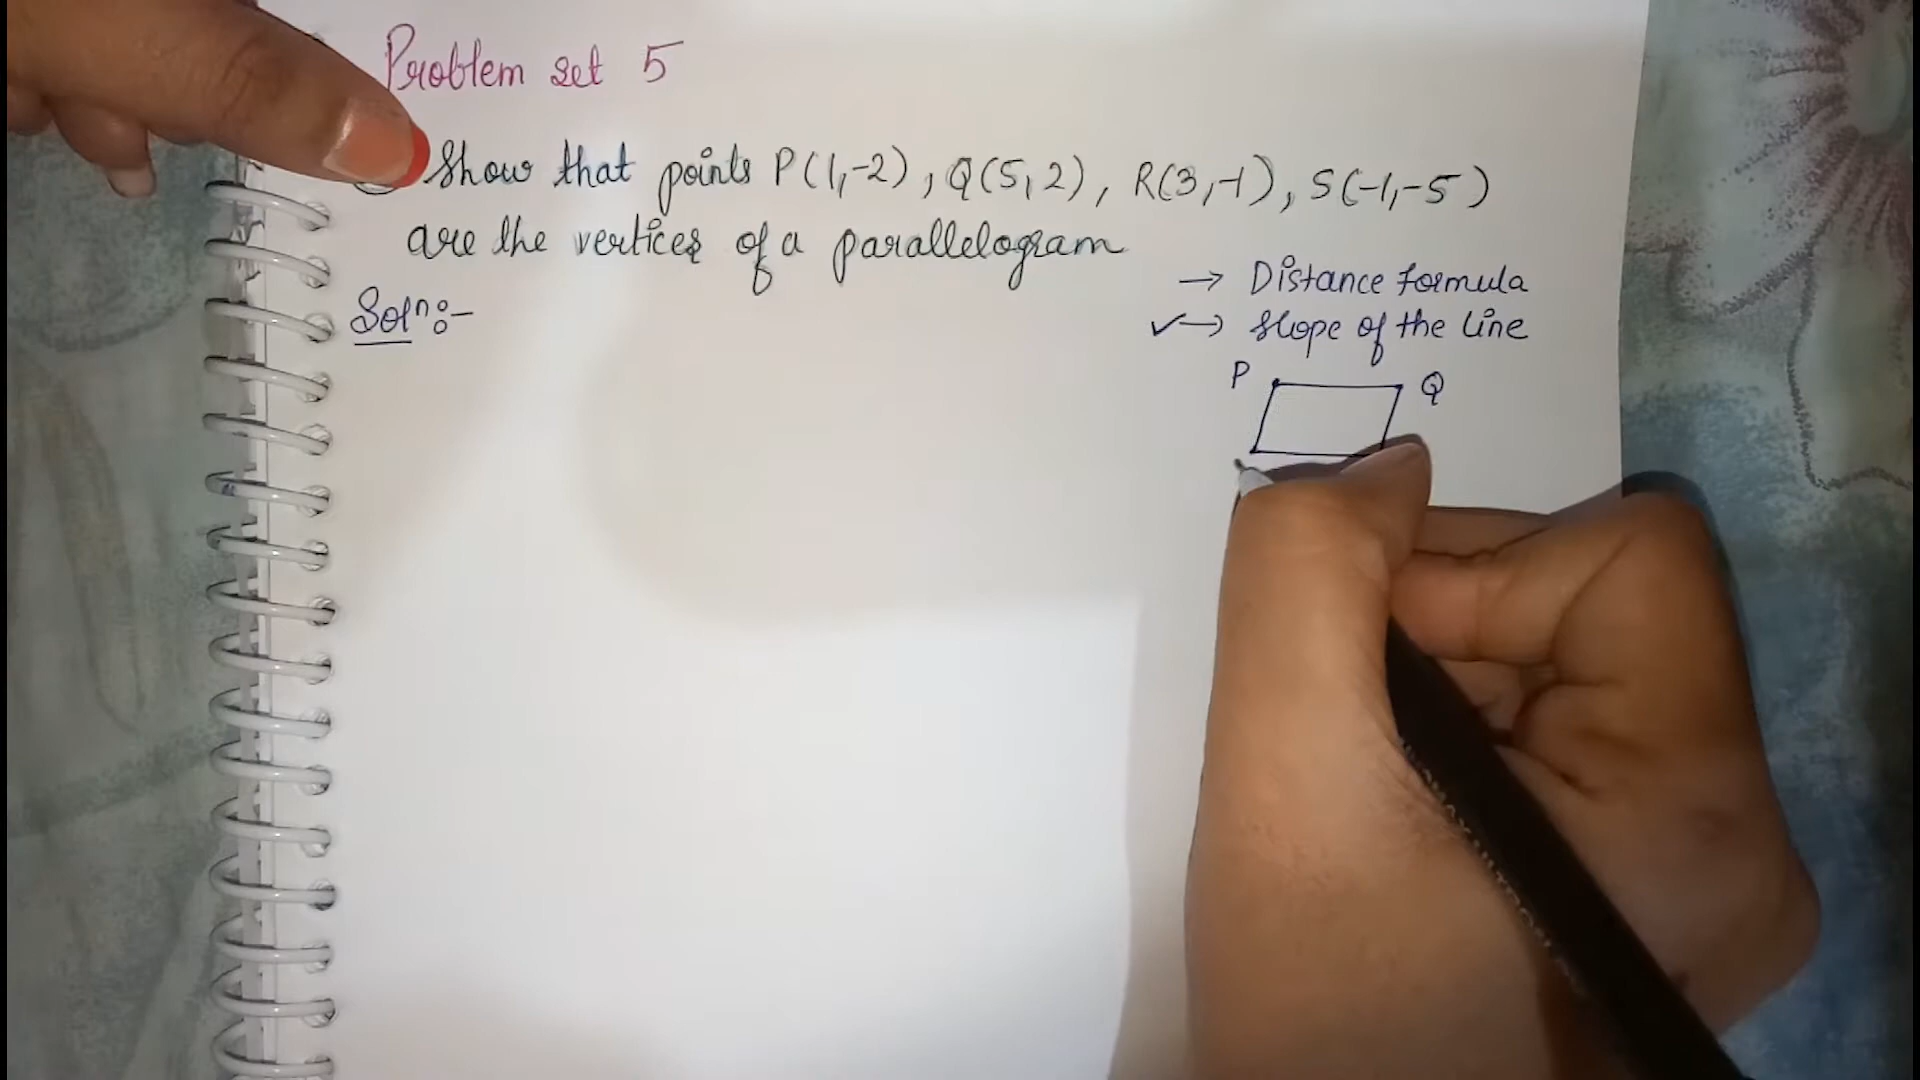 Problem set 5
Show that points P(1,-2), Q(5,2), R(3,-1), S(-1,-5)
are the vertices of a parallelogram
→ Distance formula
Solⁿ:-
✓→ Slope of the line
P
Q